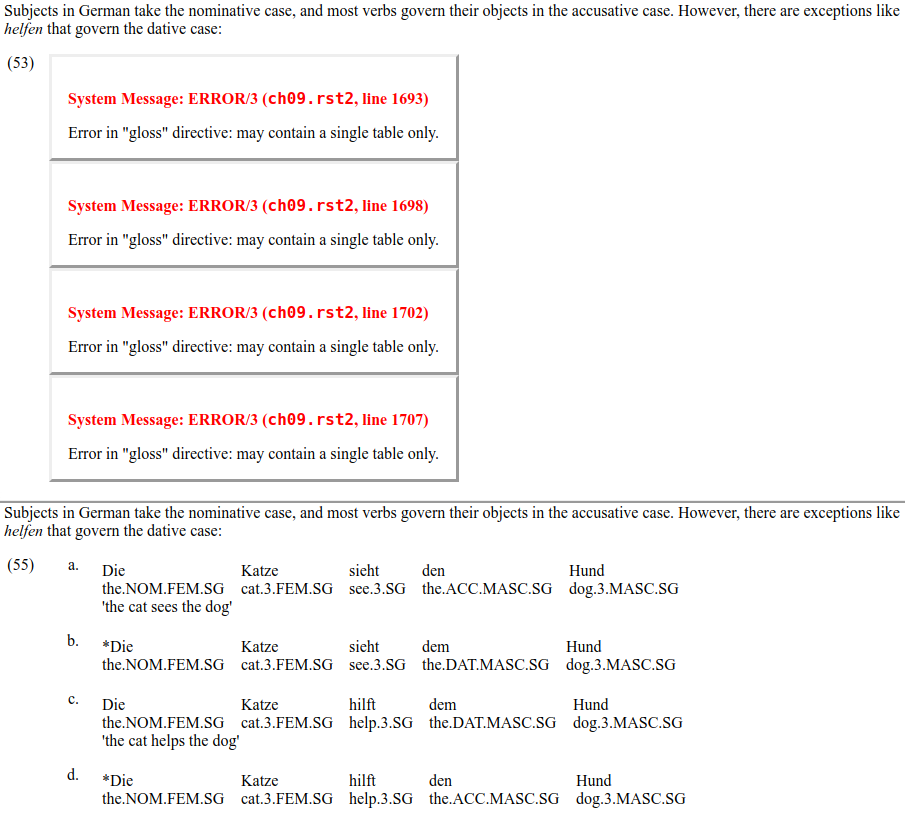 Subjects in German take the nominative case, and most verbs govern their objects in the accusative case. However, there are exceptions like
helfen that govern the dative case:
(53)
System Message: ERROR/3 (ch09.rst2, line 1693)
Error in "gloss" directive: may contain a single table only.
System Message: ERROR/3 (ch09.rst2, line 1698)
Error in "gloss" directive: may contain a single table only.
System Message: ERROR/3 (ch09.rst2, line 1702)
Error in "gloss" directive: may contain a single table only.
System Message: ERROR/3 (ch09.rst2, line 1707)
Error in "gloss" directive: may contain a single table only.
Subjects in German take the nominative case, and most verbs govern their objects in the accusative case. However, there are exceptions like
helfen that govern the dative case:
(55) a. Die Katze sieht den Hund
the.NOM.FEM.SG cat.3.FEM.SG see.3.SG the.ACC.MASC.SG dog.3.MASC.SG
'the cat sees the dog'
b. *Die Katze sieht dem Hund
the.NOM.FEM.SG cat.3.FEM.SG see.3.SG the.DAT.MASC.SG dog.3.MASC.SG
c. Die Katze hilft dem Hund
the.NOM.FEM.SG cat.3.FEM.SG help.3.SG the.DAT.MASC.SG dog.3.MASC.SG
'the cat helps the dog'
d. *Die Katze hilft den Hund
the.NOM.FEM.SG cat.3.FEM.SG help.3.SG the.ACC.MASC.SG dog.3.MASC.SG